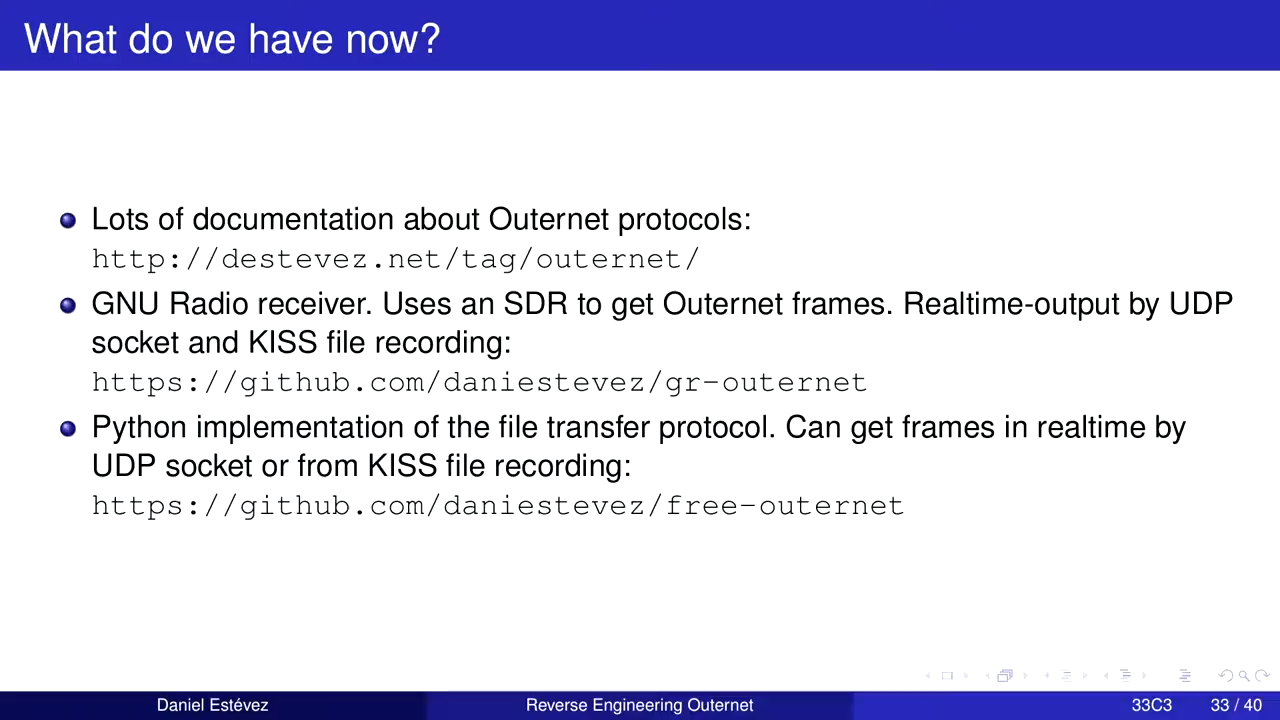 What do we have now?
Lots of documentation about Outernet protocols:
http://destevez.net/tag/outernet/
GNU Radio receiver. Uses an SDR to get Outernet frames. Realtime-output by UDP
socket and KISS file recording:
https://github.com/daniestevez/gr-outernet
Python implementation of the file transfer protocol. Can get frames in realtime by
UDP socket or from KISS file recording:
https://github.com/daniestevez/free-outernet
Daniel Estévez
Reverse Engineering Outernet
33C3
33 / 40